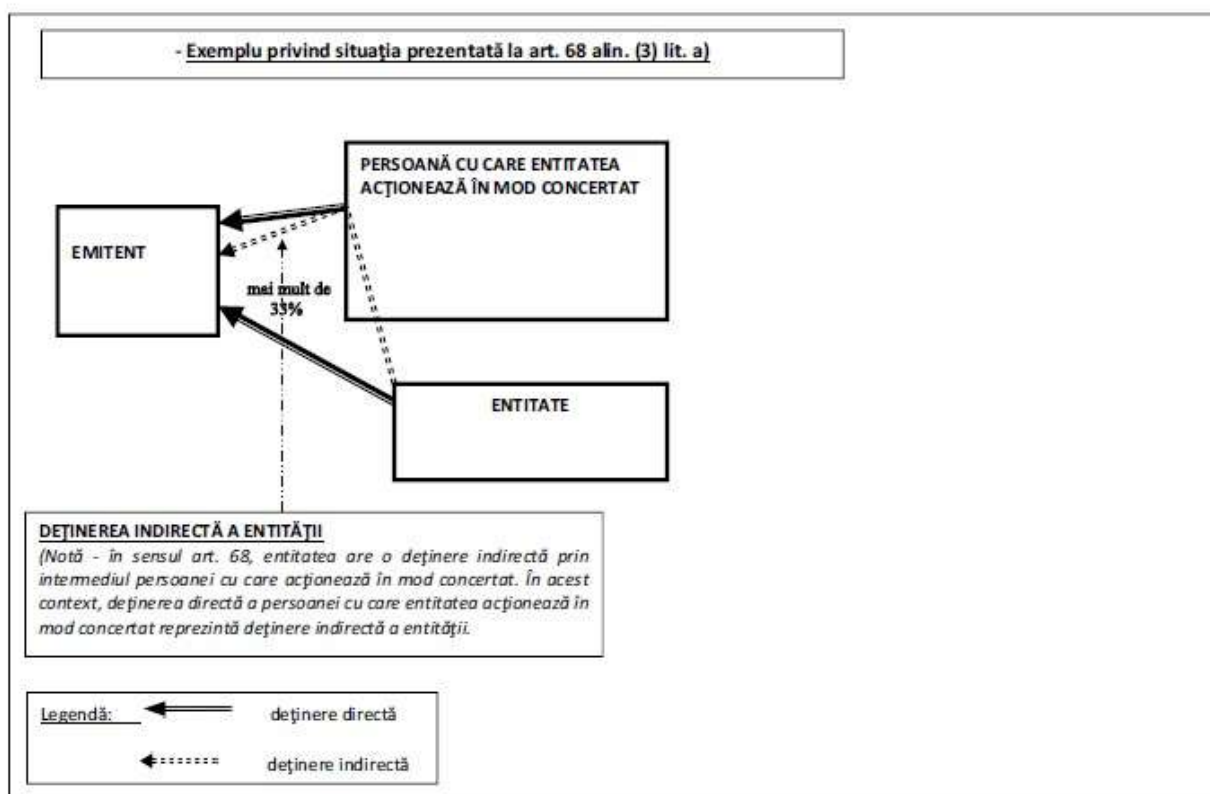 - Exemplu privind situaţia prezentată la art. 68 alin. (3) lit. a)
PERSOANĂ CU CARE ENTITATEA
ACŢIONEAZĂ ÎN MOD CONCERTAT
EMITENT
mai mult de
33%
ENTITATE
DEŢINEREA INDIRECTĂ A ENTITĂŢII
(Notă - în sensul art. 68, entitatea are o deţinere indirectă prin
intermediul persoanei cu care acţionează în mod concertat. În acest
context, deţinerea directă a persoanei cu care entitatea acţionează în
mod concertat reprezintă deţinere indirectă a entităţii.
Legendă: deţinere directă
deţinere indirectă